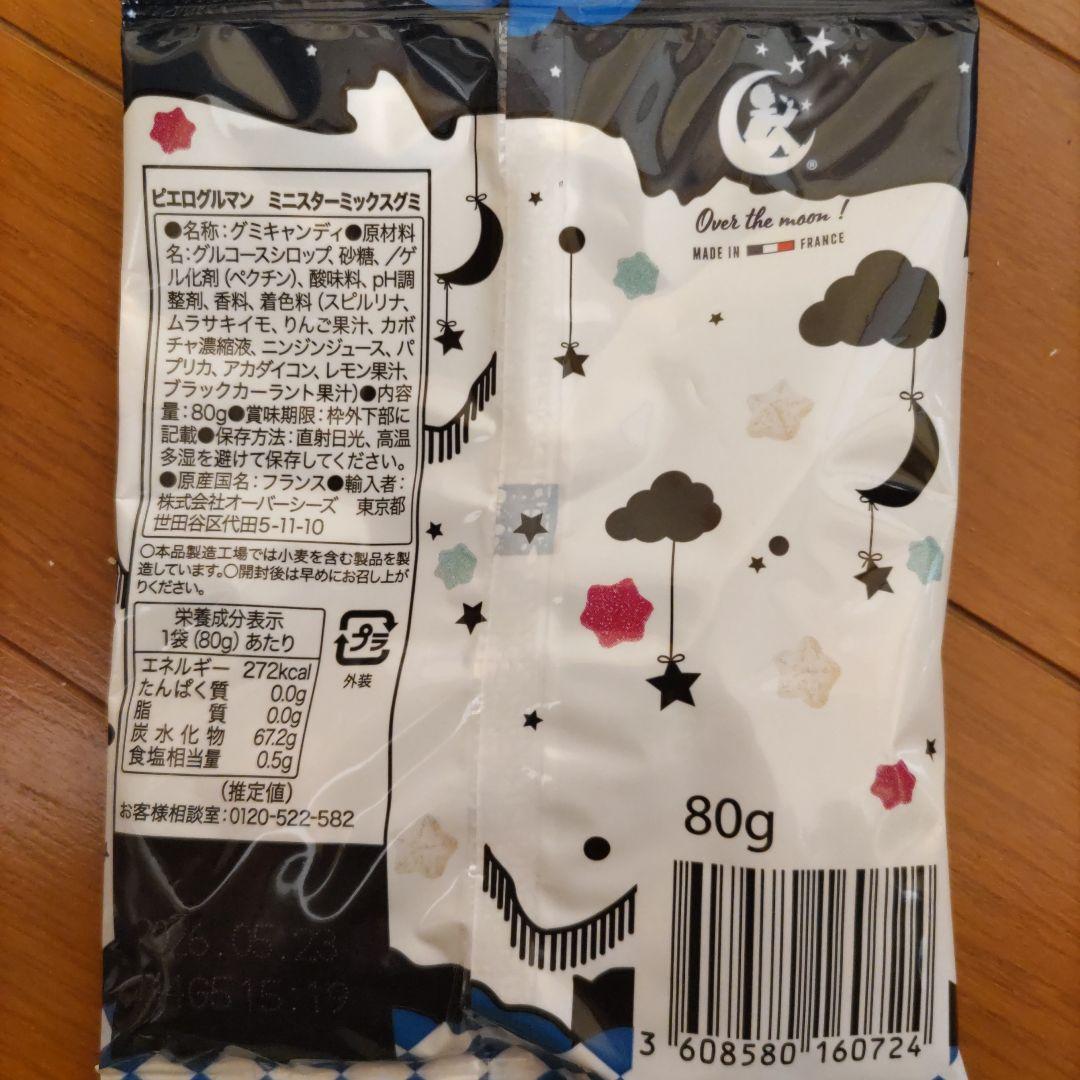 ピエログルマン ミニスターミックスグミ
●名称:グミキャンディ●原材料
名:グルコースシロップ、砂糖、/ゲ
ル化剤(ペクチン)、酸味料、pH調
整剤、香料、着色料(スピルリナ、
ムラサキイモ、りんご果汁、カボ
チャ濃縮液、ニンジンジュース、パ
プリカ、アカダイコン、レモン果汁、
ブラックカーラント果汁)●内容
量:80g●賞味期限:枠外下部に
記載●保存方法:直射日光、高温
多湿を避けて保存してください。
●原産国名:フランス●輸入者:
株式会社オーバーシーズ 東京都
世田谷区代田5-11-10
○本品製造工場では小麦を含む製品を製
造しています。○開封後は早めにお召し上が
りください。
栄養成分表示
1袋(80g)あたり
エネルギー 272kcal
たんぱく質 0.0g
脂質 0.0g
炭水化物 67.2g
食塩相当量 0.5g
(推定値)
お客様相談室:0120-522-582
プラ
外装
.05.23
15:19
®
Over the moon !
MADE IN FRANCE
80g
3 608580 160724